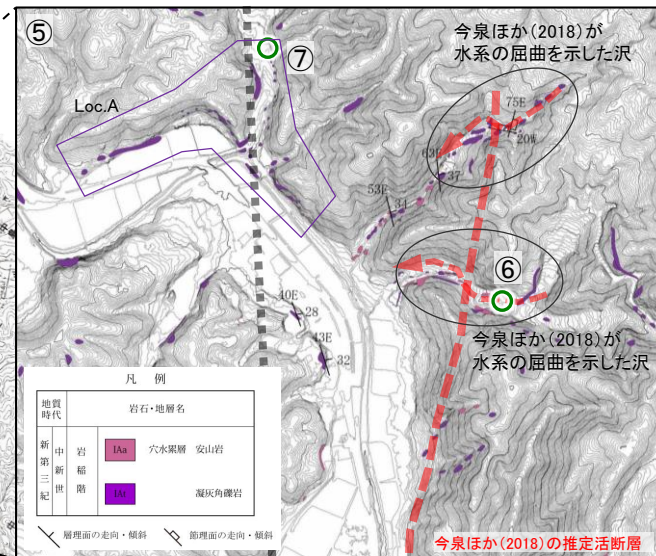 ⑤
⑦
Loc.A
今泉ほか(2018)が
水系の屈曲を示した沢
75E
20W
63E
37
53E
34
⑥
40E
28
43E
32
今泉ほか(2018)が
水系の屈曲を示した沢
凡 例
地質時代
岩石・地層名
新第三紀
中新世
岩稲階
IAa 穴水累層 安山岩
IAt 凝灰角礫岩
層理面の走向・傾斜
節理面の走向・傾斜
今泉ほか(2018)の推定活断層